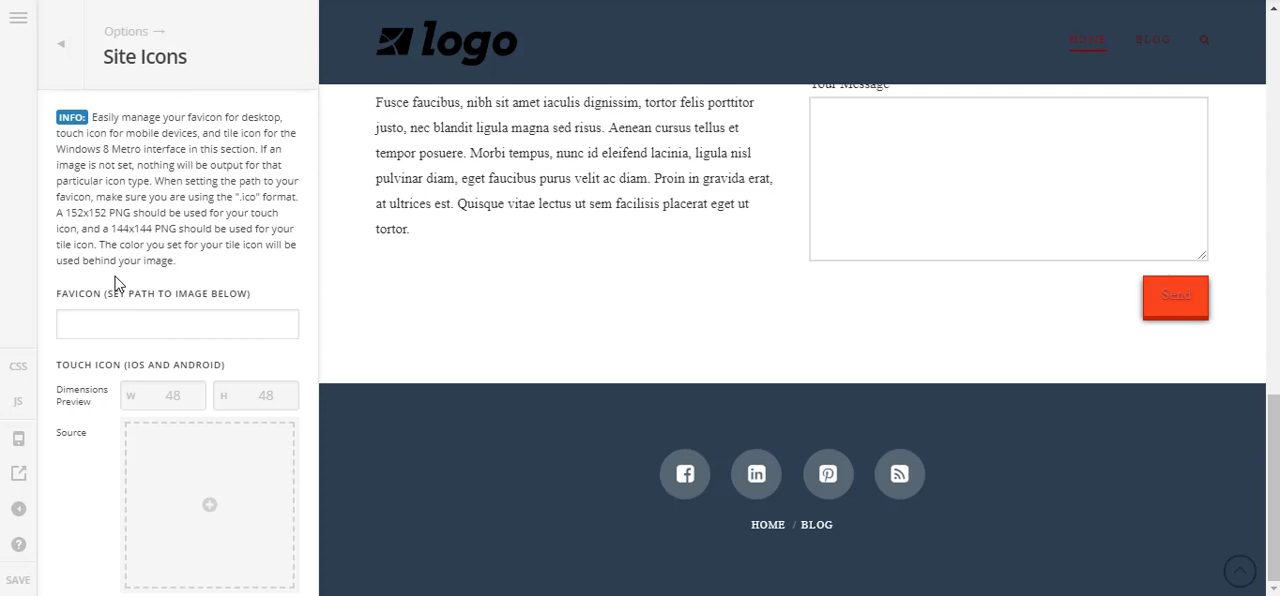 Options →
Site Icons
INFO: Easily manage your favicon for desktop,
touch icon for mobile devices, and tile icon for the
Windows 8 Metro interface in this section. If an
image is not set, nothing will be output for that
particular icon type. When setting the path to your
favicon, make sure you are using the ".ico" format.
A 152x152 PNG should be used for your touch
icon, and a 144x144 PNG should be used for your
tile icon. The color you set for your tile icon will be
used behind your image.
FAVICON (SET PATH TO IMAGE BELOW)
TOUCH ICON (IOS AND ANDROID)
Dimensions
Preview
W 48
H 48
Source
CSS
JS
SAVE
logo
HOME
BLOG
Fusce faucibus, nibh sit amet iaculis dignissim, tortor felis porttitor
justo, nec blandit ligula magna sed risus. Aenean cursus tellus et
tempor posuere. Morbi tempus, nunc id eleifend lacinia, ligula nisl
pulvinar diam, eget faucibus purus velit ac diam. Proin in gravida erat,
at ultrices est. Quisque vitae lectus ut sem facilisis placerat eget ut
tortor.
Your Message
Send
HOME / BLOG